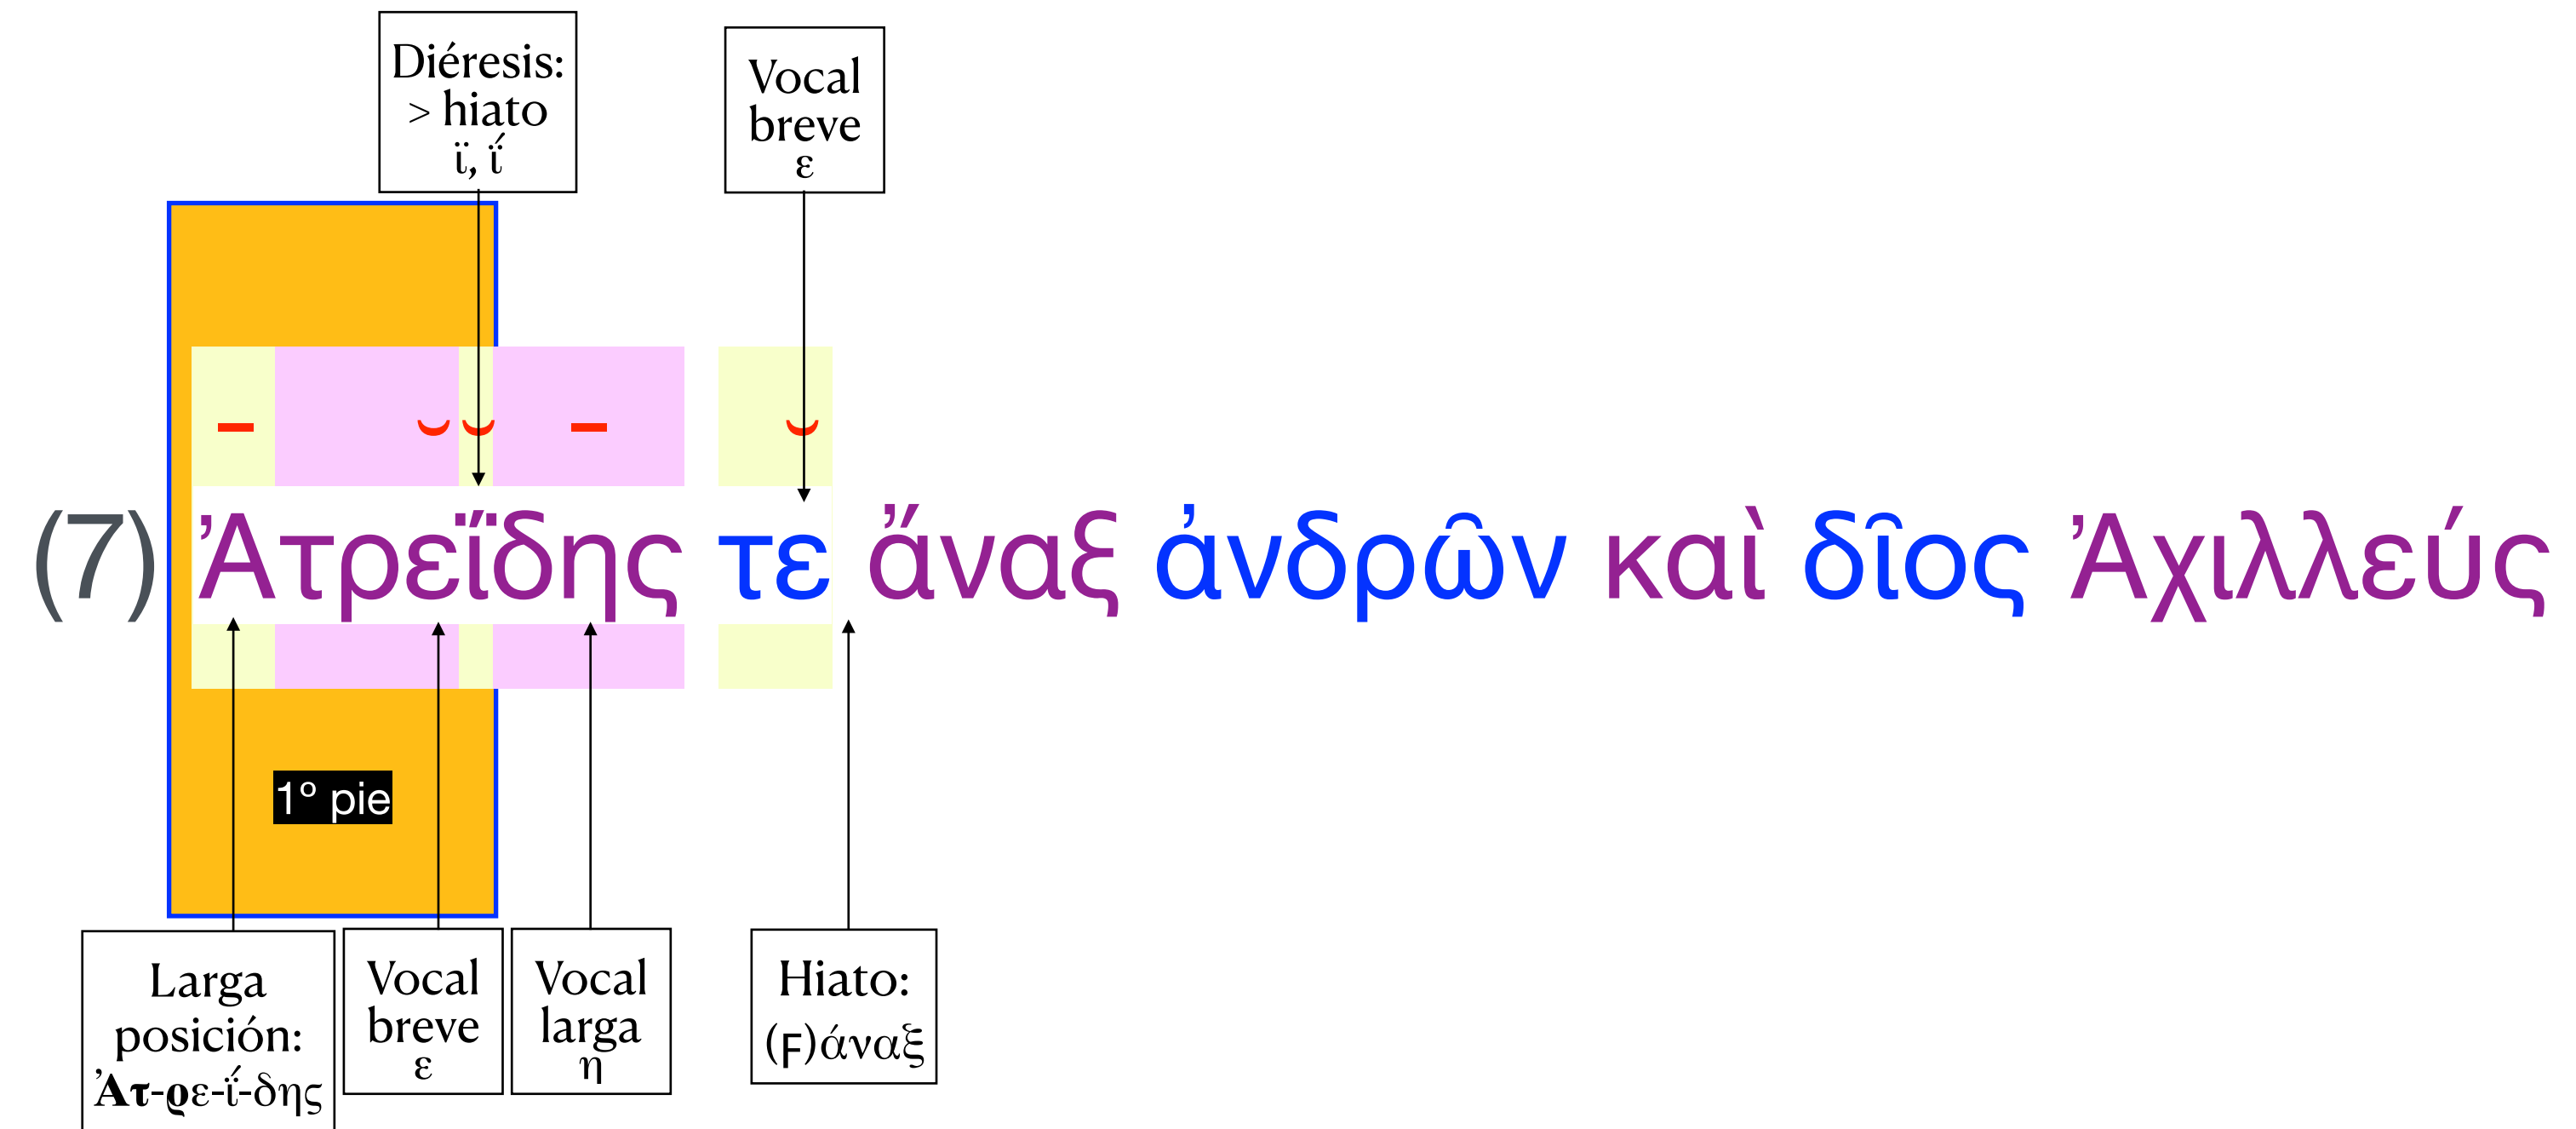 Diéresis:
> hiato
ϊ, ΐ
Vocal
breve
ε
– ⏑ ⏑ – ⏑
(7) Ἀτρεΐδης τε ἄναξ ἀνδρῶν καὶ δῖος Ἀχιλλεύς
1º pie
Larga
posición:
Ἀτ-ρε-ΐ-δης
Vocal
breve
ε
Vocal
larga
η
Hiato:
(F)άναξ